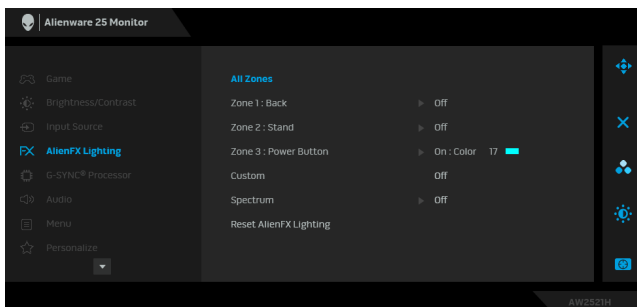 Alienware 25 Monitor
Game
Brightness/Contrast
Input Source
FX AlienFX Lighting
G-SYNC® Processor
Audio
Menu
Personalize
All Zones
Zone 1 : Back Off
Zone 2 : Stand Off
Zone 3 : Power Button On : Color 17
Custom Off
Spectrum Off
Reset AlienFX Lighting
AW2521H